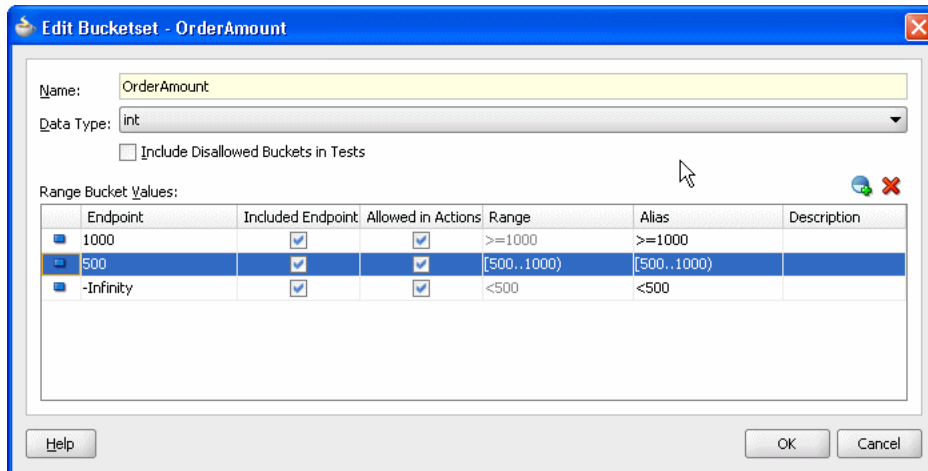 Edit Bucketset - OrderAmount
Name: OrderAmount
Data Type: int
Include Disallowed Buckets in Tests
Range Bucket Values:
Endpoint Included Endpoint Allowed in Actions Range Alias Description
1000 >=1000 >=1000
500 [500..1000) [500..1000)
-Infinity <500 <500
Help OK Cancel